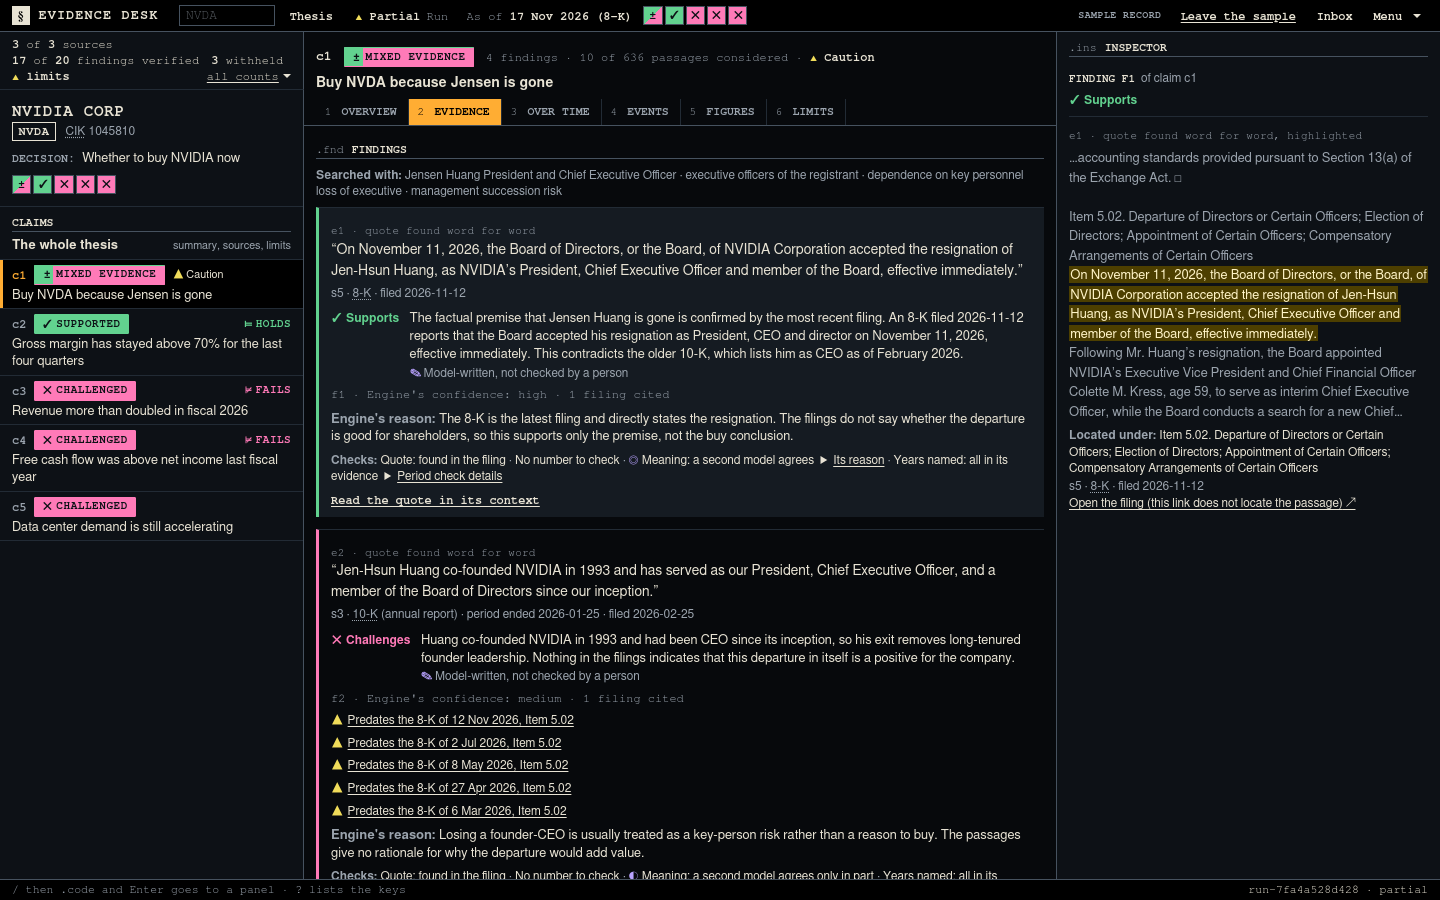 § EVIDENCE DESK NVDA Thesis ▲ Partial Run As of 17 Nov 2026 (8-K) ± ✓ ✕ ✕ ✕ SAMPLE RECORD Leave the sample Inbox Menu
3 of 3 sources
17 of 20 findings verified 3 withheld
▲ limits all counts
NVIDIA CORP
NVDA CIK 1045810
DECISION: Whether to buy NVIDIA now
± ✓ ✕ ✕ ✕
CLAIMS
The whole thesis summary, sources, limits
c1 ± MIXED EVIDENCE ▲ Caution
Buy NVDA because Jensen is gone
c2 ✓ SUPPORTED ⊨ HOLDS
Gross margin has stayed above 70% for the last
four quarters
c3 ✕ CHALLENGED ⊭ FAILS
Revenue more than doubled in fiscal 2026
c4 ✕ CHALLENGED ⊭ FAILS
Free cash flow was above net income last fiscal
year
c5 ✕ CHALLENGED
Data center demand is still accelerating
c1 ± MIXED EVIDENCE 4 findings · 10 of 636 passages considered · ▲ Caution
Buy NVDA because Jensen is gone
1 OVERVIEW 2 EVIDENCE 3 OVER TIME 4 EVENTS 5 FIGURES 6 LIMITS
.fnd FINDINGS
Searched with: Jensen Huang President and Chief Executive Officer · executive officers of the registrant · dependence on key personnel
loss of executive · management succession risk
e1 · quote found word for word
“On November 11, 2026, the Board of Directors, or the Board, of NVIDIA Corporation accepted the resignation of
Jen-Hsun Huang, as NVIDIA’s President, Chief Executive Officer and member of the Board, effective immediately.”
s5 · 8-K · filed 2026-11-12
✓ Supports The factual premise that Jensen Huang is gone is confirmed by the most recent filing. An 8-K filed 2026-11-12
reports that the Board accepted his resignation as President, CEO and director on November 11, 2026,
effective immediately. This contradicts the older 10-K, which lists him as CEO as of February 2026.
✎ Model-written, not checked by a person
f1 · Engine's confidence: high · 1 filing cited
Engine's reason: The 8-K is the latest filing and directly states the resignation. The filings do not say whether the departure
is good for shareholders, so this supports only the premise, not the buy conclusion.
Checks: Quote: found in the filing · No number to check · Meaning: a second model agrees ▶ Its reason · Years named: all in its
evidence ▶ Period check details
Read the quote in its context
e2 · quote found word for word
“Jen-Hsun Huang co-founded NVIDIA in 1993 and has served as our President, Chief Executive Officer, and a
member of the Board of Directors since our inception.”
s3 · 10-K (annual report) · period ended 2026-01-25 · filed 2026-02-25
✕ Challenges Huang co-founded NVIDIA in 1993 and had been CEO since its inception, so his exit removes long-tenured
founder leadership. Nothing in the filings indicates that this departure in itself is a positive for the company.
✎ Model-written, not checked by a person
f2 · Engine's confidence: medium · 1 filing cited
▲ Predates the 8-K of 12 Nov 2026, Item 5.02
▲ Predates the 8-K of 2 Jul 2026, Item 5.02
▲ Predates the 8-K of 8 May 2026, Item 5.02
▲ Predates the 8-K of 27 Apr 2026, Item 5.02
▲ Predates the 8-K of 6 Mar 2026, Item 5.02
Engine's reason: Losing a founder-CEO is usually treated as a key-person risk rather than a reason to buy. The passages
give no rationale for why the departure would add value.
Checks: Quote: found in the filing · No number to check · Meaning: a second model agrees only in part · Years named: all in its
.ins INSPECTOR
FINDING F1 of claim c1
✓ Supports
e1 · quote found word for word, highlighted
…accounting standards provided pursuant to Section 13(a) of
the Exchange Act. □
Item 5.02. Departure of Directors or Certain Officers; Election of
Directors; Appointment of Certain Officers; Compensatory
Arrangements of Certain Officers
On November 11, 2026, the Board of Directors, or the Board, of
NVIDIA Corporation accepted the resignation of Jen-Hsun
Huang, as NVIDIA’s President, Chief Executive Officer and
member of the Board, effective immediately.
Following Mr. Huang’s resignation, the Board appointed
NVIDIA’s Executive Vice President and Chief Financial Officer
Colette M. Kress, age 59, to serve as interim Chief Executive
Officer, while the Board conducts a search for a new Chief…
Located under: Item 5.02. Departure of Directors or Certain
Officers; Election of Directors; Appointment of Certain Officers;
Compensatory Arrangements of Certain Officers
s5 · 8-K · filed 2026-11-12
Open the filing (this link does not locate the passage) ↗
/ then .code and Enter goes to a panel · ? lists the keys run-7fa4a528d428 · partial